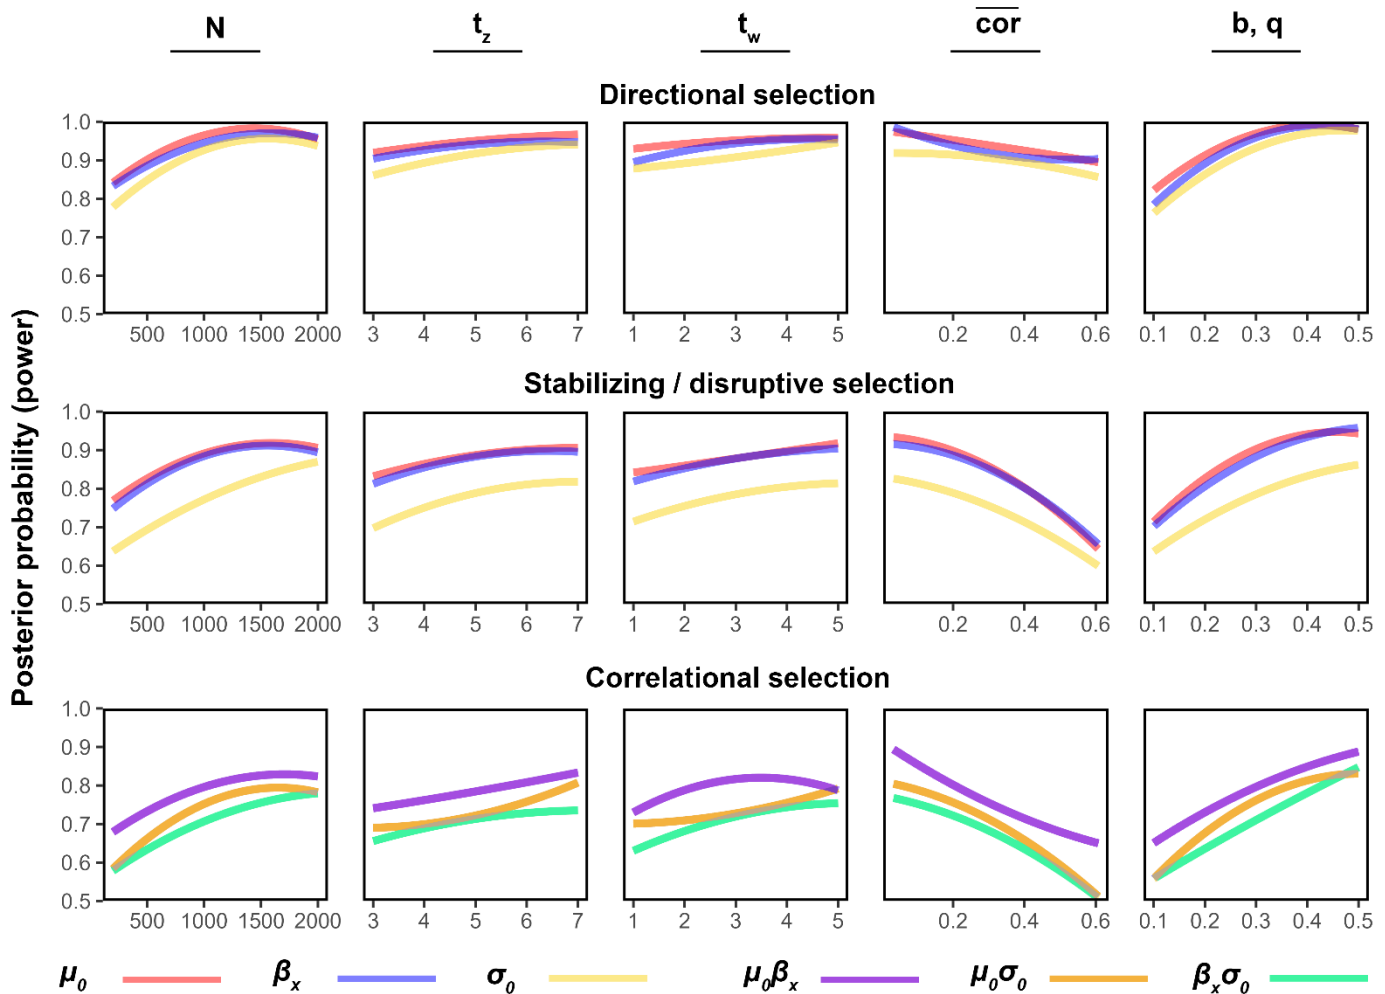 N t_z t_w cor b, q
Directional selection
1.0
0.9
0.8
0.7
0.6
0.5
500 1000 1500 2000 3 4 5 6 7 1 2 3 4 5 0.2 0.4 0.6 0.1 0.2 0.3 0.4 0.5
Posterior probability (power)
Stabilizing / disruptive selection
1.0
0.9
0.8
0.7
0.6
0.5
500 1000 1500 2000 3 4 5 6 7 1 2 3 4 5 0.2 0.4 0.6 0.1 0.2 0.3 0.4 0.5
Correlational selection
1.0
0.9
0.8
0.7
0.6
0.5
500 1000 1500 2000 3 4 5 6 7 1 2 3 4 5 0.2 0.4 0.6 0.1 0.2 0.3 0.4 0.5
μ₀ βₓ σ₀ μ₀βₓ μ₀σ₀ βₓσ₀